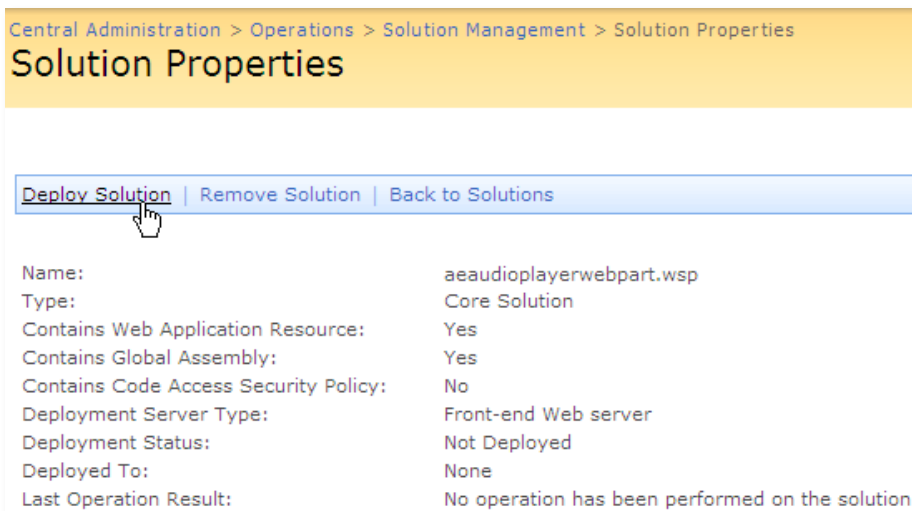 Central Administration > Operations > Solution Management > Solution Properties
Solution Properties
Deploy Solution | Remove Solution | Back to Solutions
Name: aeaudioplayerwebpart.wsp
Type: Core Solution
Contains Web Application Resource: Yes
Contains Global Assembly: Yes
Contains Code Access Security Policy: No
Deployment Server Type: Front-end Web server
Deployment Status: Not Deployed
Deployed To: None
Last Operation Result: No operation has been performed on the solution